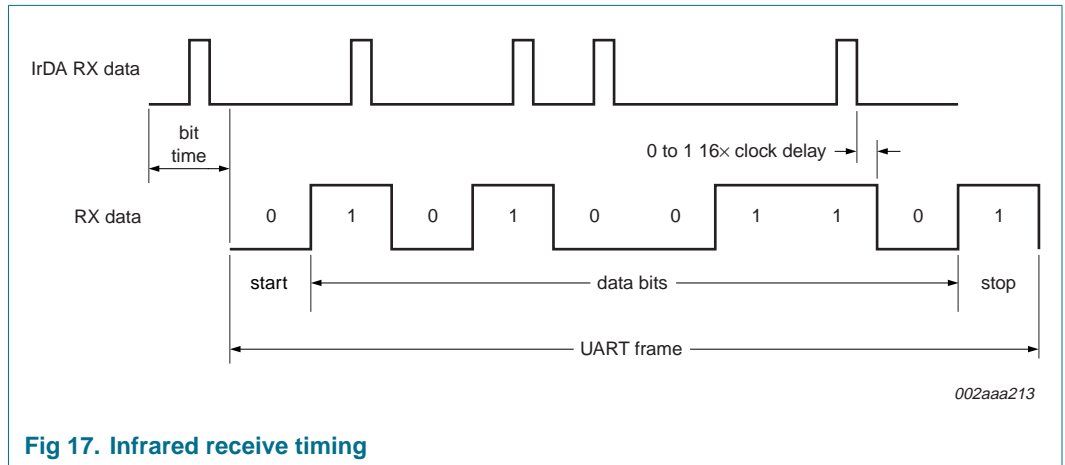 IrDA RX data
bit
time
0 to 1 16× clock delay
RX data
0 1 0 1 0 0 1 1 0 1
start data bits stop
UART frame
002aaa213
Fig 17. Infrared receive timing